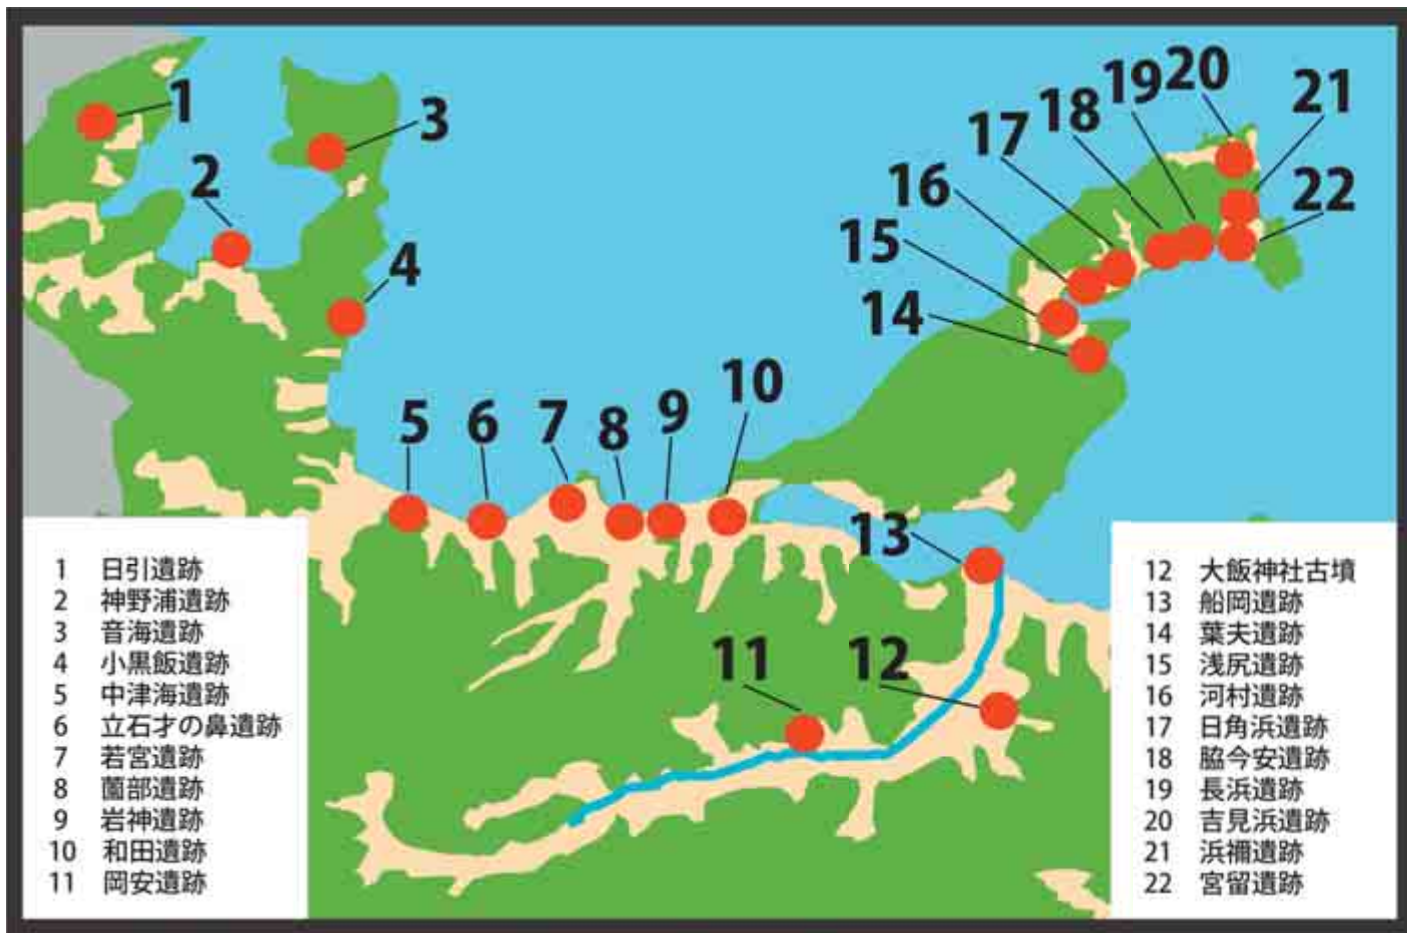 1
2
3
4
5
6
7
8
9
10
11
12
13
14
15
16
17
18
19
20
21
22
1 日引遺跡
2 神野浦遺跡
3 音海遺跡
4 小黒飯遺跡
5 中津海遺跡
6 立石才の鼻遺跡
7 若宮遺跡
8 薗部遺跡
9 岩神遺跡
10 和田遺跡
11 岡安遺跡
12 大飯神社古墳
13 船岡遺跡
14 葉夫遺跡
15 浅尻遺跡
16 河村遺跡
17 日角浜遺跡
18 脇今安遺跡
19 長浜遺跡
20 吉見浜遺跡
21 浜禰遺跡
22 宮留遺跡